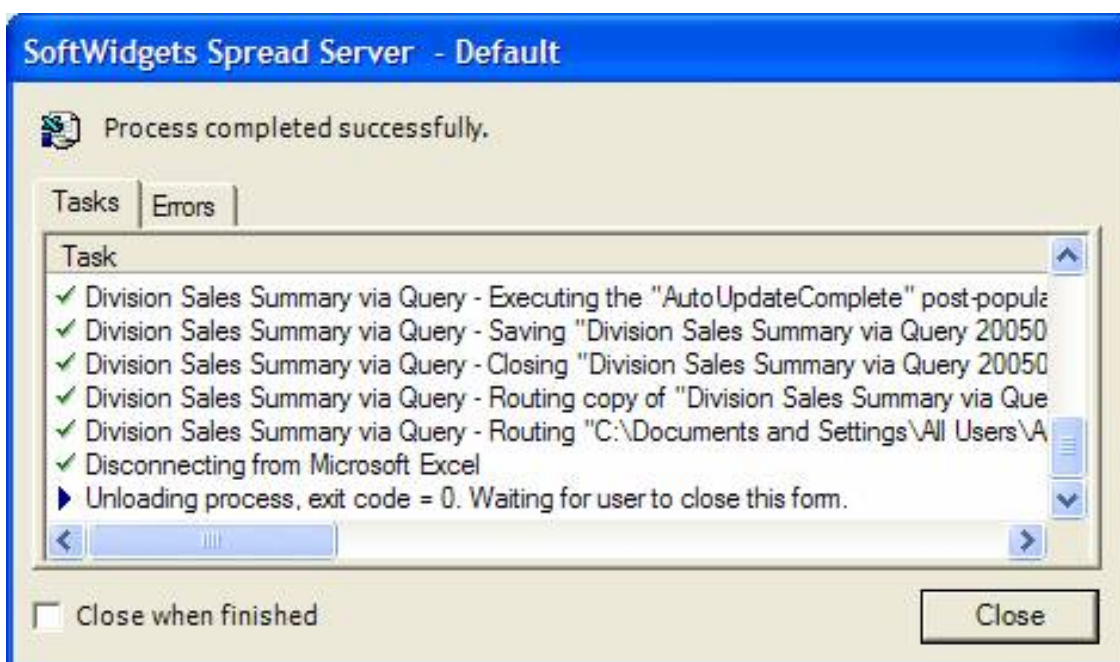 SoftWidgets Spread Server - Default
Process completed successfully.
Tasks Errors
Task
Division Sales Summary via Query - Executing the "AutoUpdateComplete" post-popula
Division Sales Summary via Query - Saving "Division Sales Summary via Query 20050
Division Sales Summary via Query - Closing "Division Sales Summary via Query 20050
Division Sales Summary via Query - Routing copy of "Division Sales Summary via Que
Division Sales Summary via Query - Routing "C:\Documents and Settings\All Users\A
Disconnecting from Microsoft Excel
Unloading process, exit code = 0. Waiting for user to close this form.
Close when finished
Close